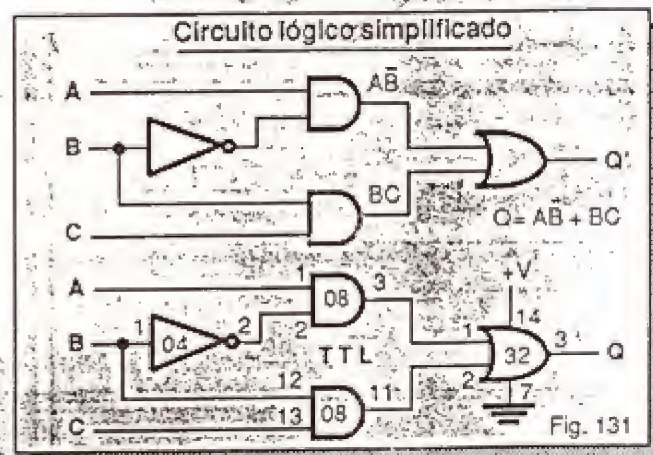 Circuito lógico simplificado
A
AB̅
B
Q
BC
C
Q = AB̅ + BC
A
1
08
3
+V
14
B
1
04
2
2
TTL
1
32
3
Q
12
11
2
7
C
13
08
Fig. 131